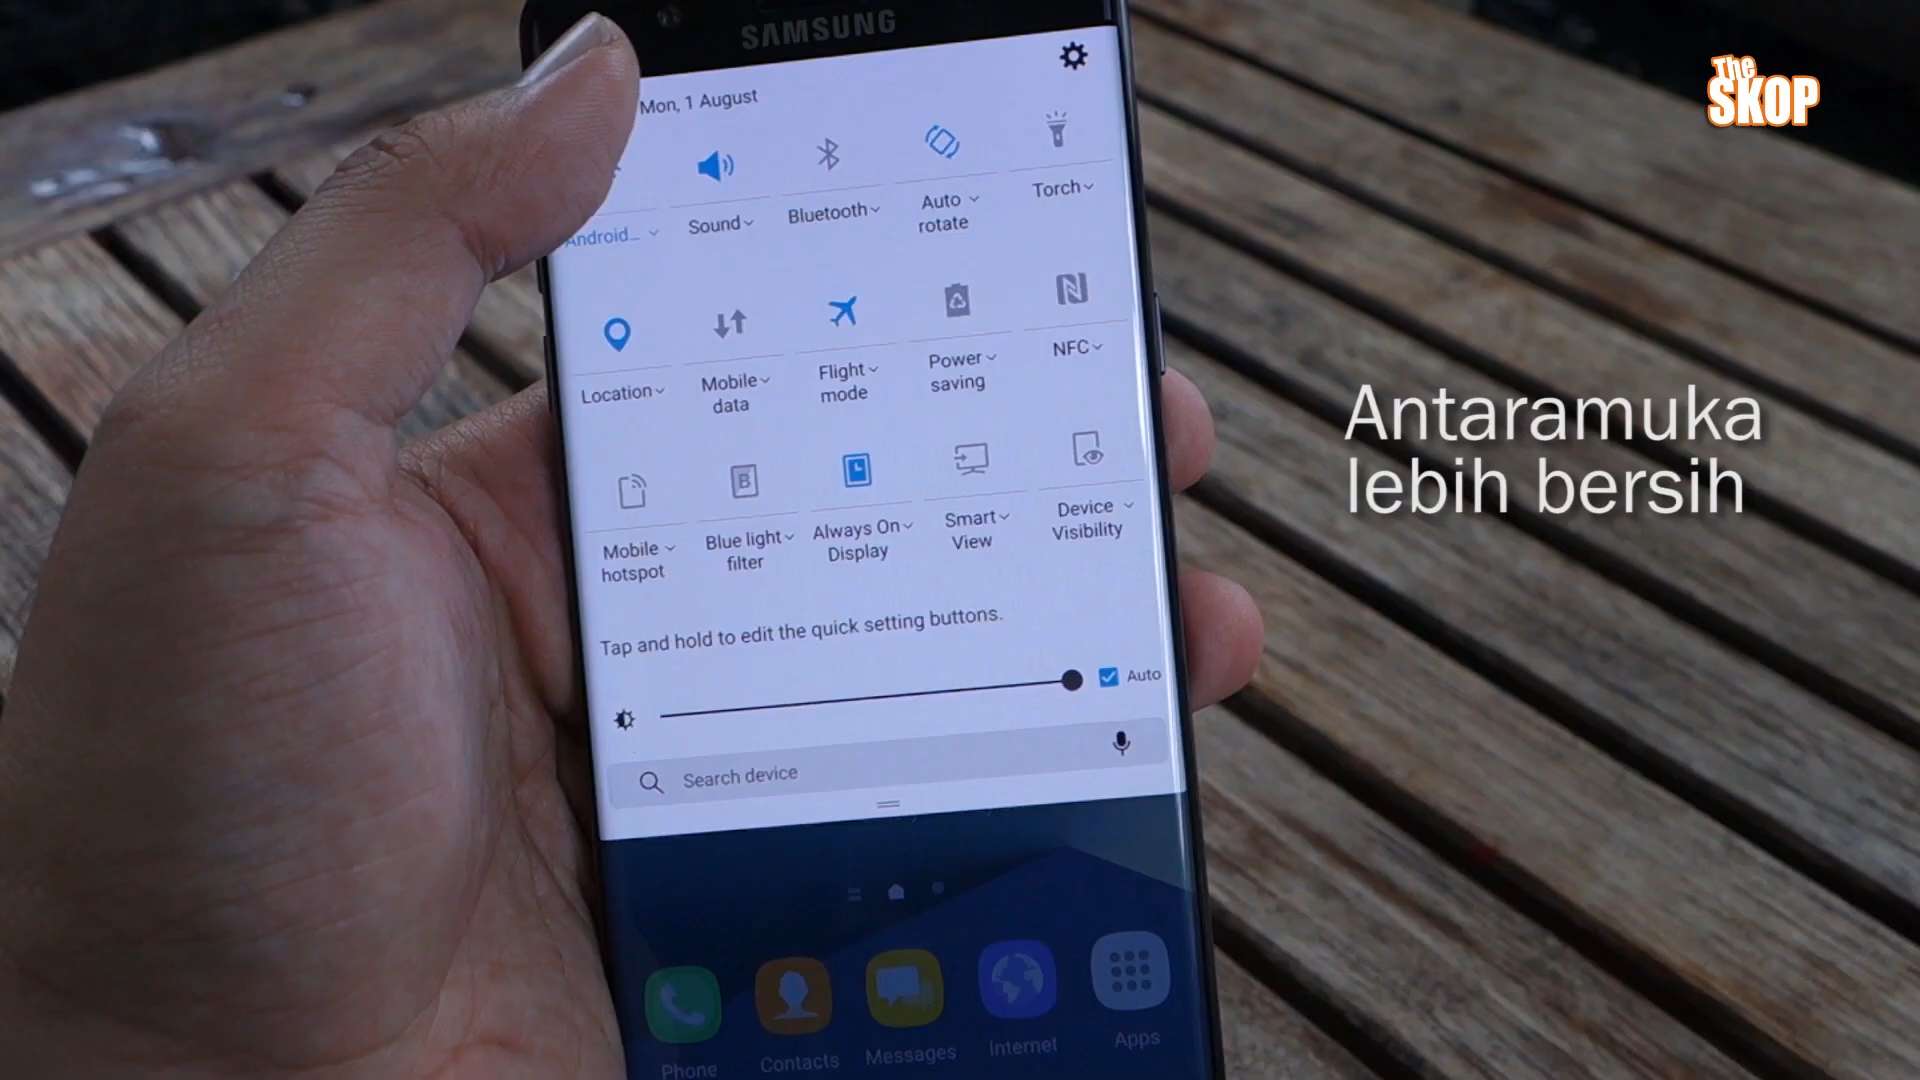 SAMSUNG
The
SKOP
Mon, 1 August
Android...
Sound
Bluetooth
Auto
rotate
Torch
Location
Mobile
data
Flight
mode
Power
saving
NFC
Mobile
hotspot
B
Blue light
filter
Always On
Display
Smart
View
Device
Visibility
Tap and hold to edit the quick setting buttons.
Auto
Search device
Phone
Contacts
Messages
Internet
Apps
Antaramuka
lebih bersih